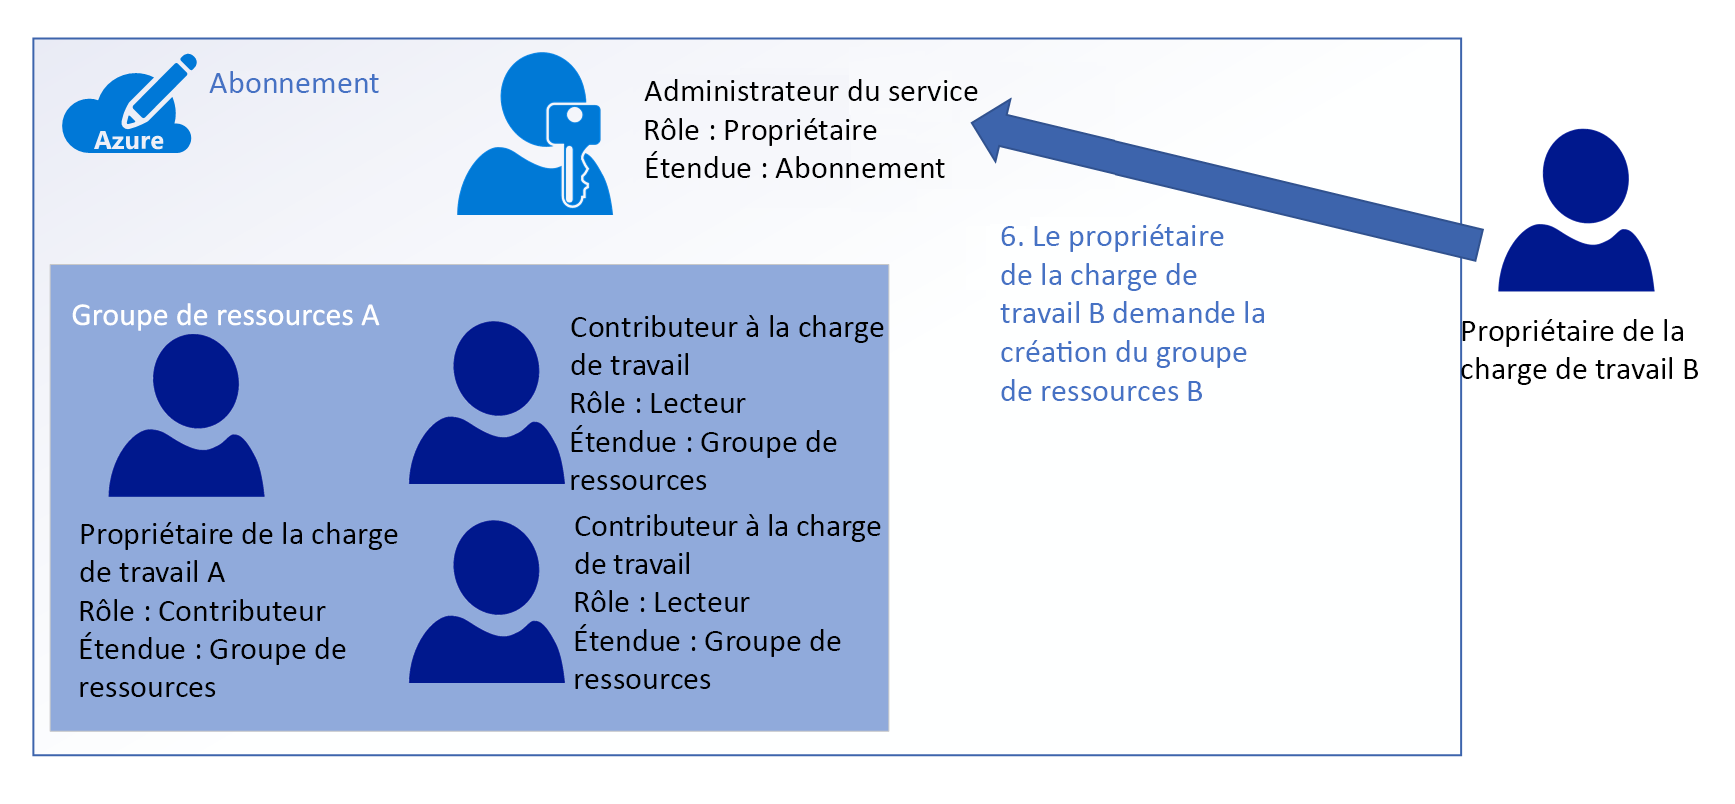 Azure
Abonnement
Administrateur du service
Rôle : Propriétaire
Étendue : Abonnement
6. Le propriétaire
de la charge de
travail B demande la
création du groupe
de ressources B
Propriétaire de la
charge de travail B
Groupe de ressources A
Contributeur à la charge
de travail
Rôle : Lecteur
Étendue : Groupe de
ressources
Propriétaire de la charge
de travail A
Rôle : Contributeur
Étendue : Groupe de
ressources
Contributeur à la charge
de travail
Rôle : Lecteur
Étendue : Groupe de
ressources